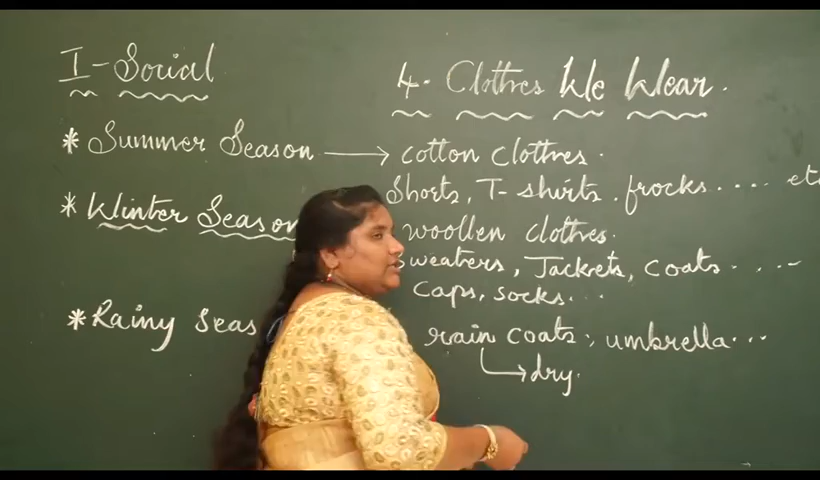 I - Social
4. Clothes We Wear.
* Summer Season → cotton clothes.
Shorts, T-shirts, frocks.... etc
* Winter Season woollen clothes.
Sweaters, Jackets, coats....
caps, socks...
* Rainy Seas rain coats, umbrella...
→ dry.